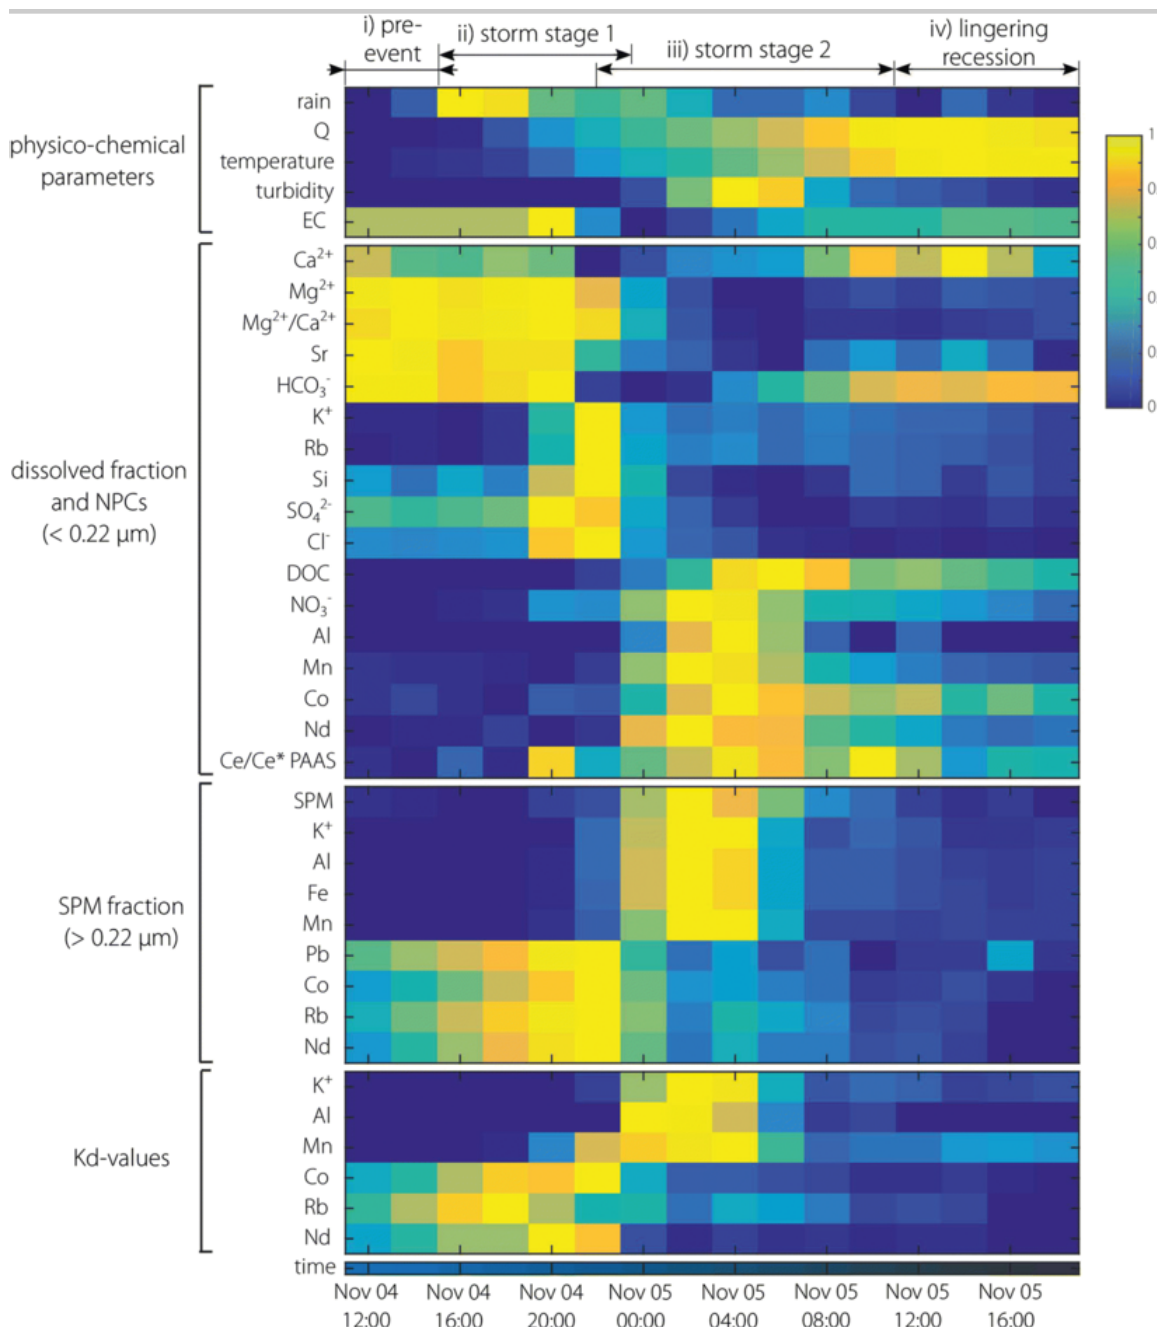 i) pre-
event
ii) storm stage 1
iii) storm stage 2
iv) lingering
recession
physico-chemical
parameters
rain
Q
temperature
turbidity
EC
1
0
0
0
0
0
dissolved fraction
and NPCs
(< 0.22 µm)
Ca²⁺
Mg²⁺
Mg²⁺/Ca²⁺
Sr
HCO₃⁻
K⁺
Rb
Si
SO₄²⁻
Cl⁻
DOC
NO₃⁻
Al
Mn
Co
Nd
Ce/Ce* PAAS
SPM fraction
(> 0.22 µm)
SPM
K⁺
Al
Fe
Mn
Pb
Co
Rb
Nd
Kd-values
K⁺
Al
Mn
Co
Rb
Nd
time
Nov 04 Nov 04 Nov 04 Nov 05 Nov 05 Nov 05 Nov 05 Nov 05
12:00 16:00 20:00 00:00 04:00 08:00 12:00 16:00